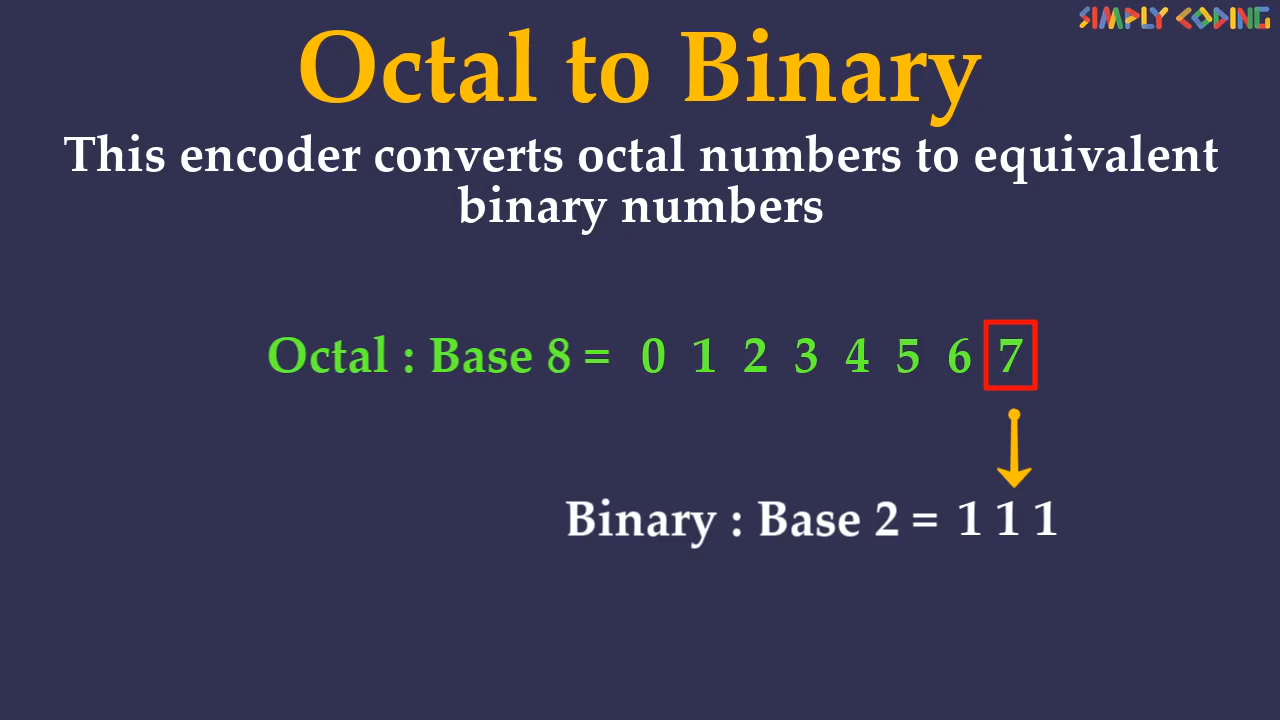 SIMPLY CODING
Octal to Binary
This encoder converts octal numbers to equivalent
binary numbers
Octal : Base 8 = 0 1 2 3 4 5 6 7
Binary : Base 2 = 1 1 1